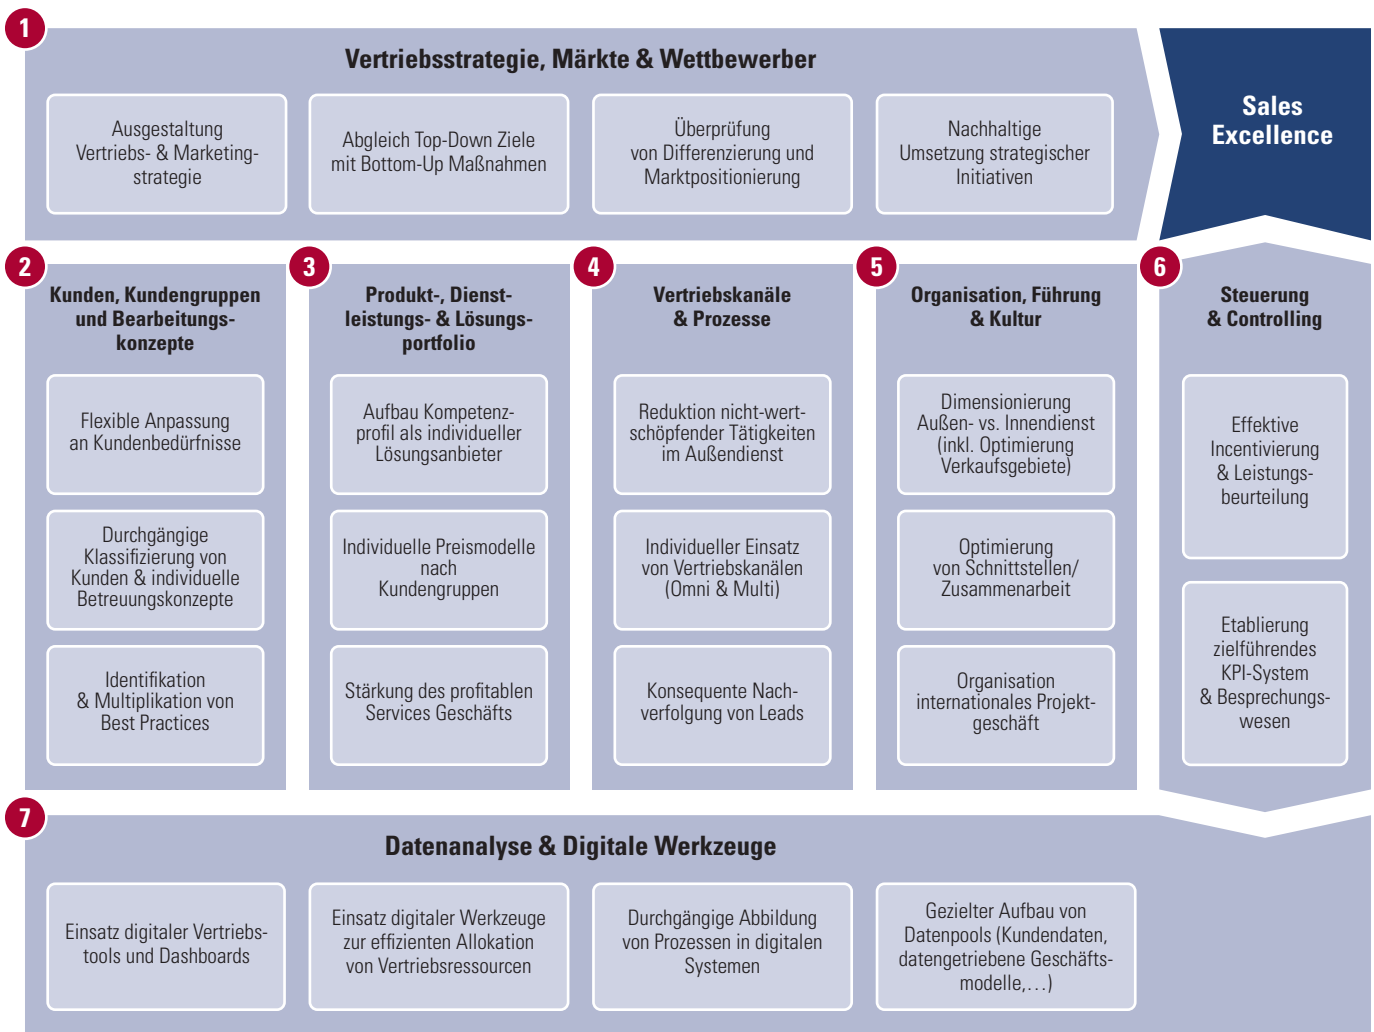 1
Vertriebsstrategie, Märkte & Wettbewerber
Ausgestaltung
Vertriebs- & Marketing-
strategie
Abgleich Top-Down Ziele
mit Bottom-Up Maßnahmen
Überprüfung
von Differenzierung und
Marktpositionierung
Nachhaltige
Umsetzung strategischer
Initiativen
Sales
Excellence
2
Kunden, Kundengruppen
und Bearbeitungs-
konzepte
Flexible Anpassung
an Kundenbedürfnisse
Durchgängige
Klassifizierung von
Kunden & individuelle
Betreuungskonzepte
Identifikation
& Multiplikation von
Best Practices
3
Produkt-, Dienst-
leistungs- & Lösungs-
portfolio
Aufbau Kompetenz-
profil als individueller
Lösungsanbieter
Individuelle Preismodelle
nach
Kundengruppen
Stärkung des profitablen
Services Geschäfts
4
Vertriebskanäle
& Prozesse
Reduktion nicht-wert-
schöpfender Tätigkeiten
im Außendienst
Individueller Einsatz
von Vertriebskanälen
(Omni & Multi)
Konsequente Nach-
verfolgung von Leads
5
Organisation, Führung
& Kultur
Dimensionierung
Außen- vs. Innendienst
(inkl. Optimierung
Verkaufsgebiete)
Optimierung
von Schnittstellen/
Zusammenarbeit
Organisation
internationales Projekt-
geschäft
6
Steuerung
& Controlling
Effektive
Incentivierung
& Leistungs-
beurteilung
Etablierung
zielführendes
KPI-System
& Besprechungs-
wesen
7
Datenanalyse & Digitale Werkzeuge
Einsatz digitaler Vertriebs-
tools und Dashboards
Einsatz digitaler Werkzeuge
zur effizienten Allokation
von Vertriebsressourcen
Durchgängige Abbildung
von Prozessen in digitalen
Systemen
Gezielter Aufbau von
Datenpools (Kundendaten,
datengetriebene Geschäfts-
modelle,…)